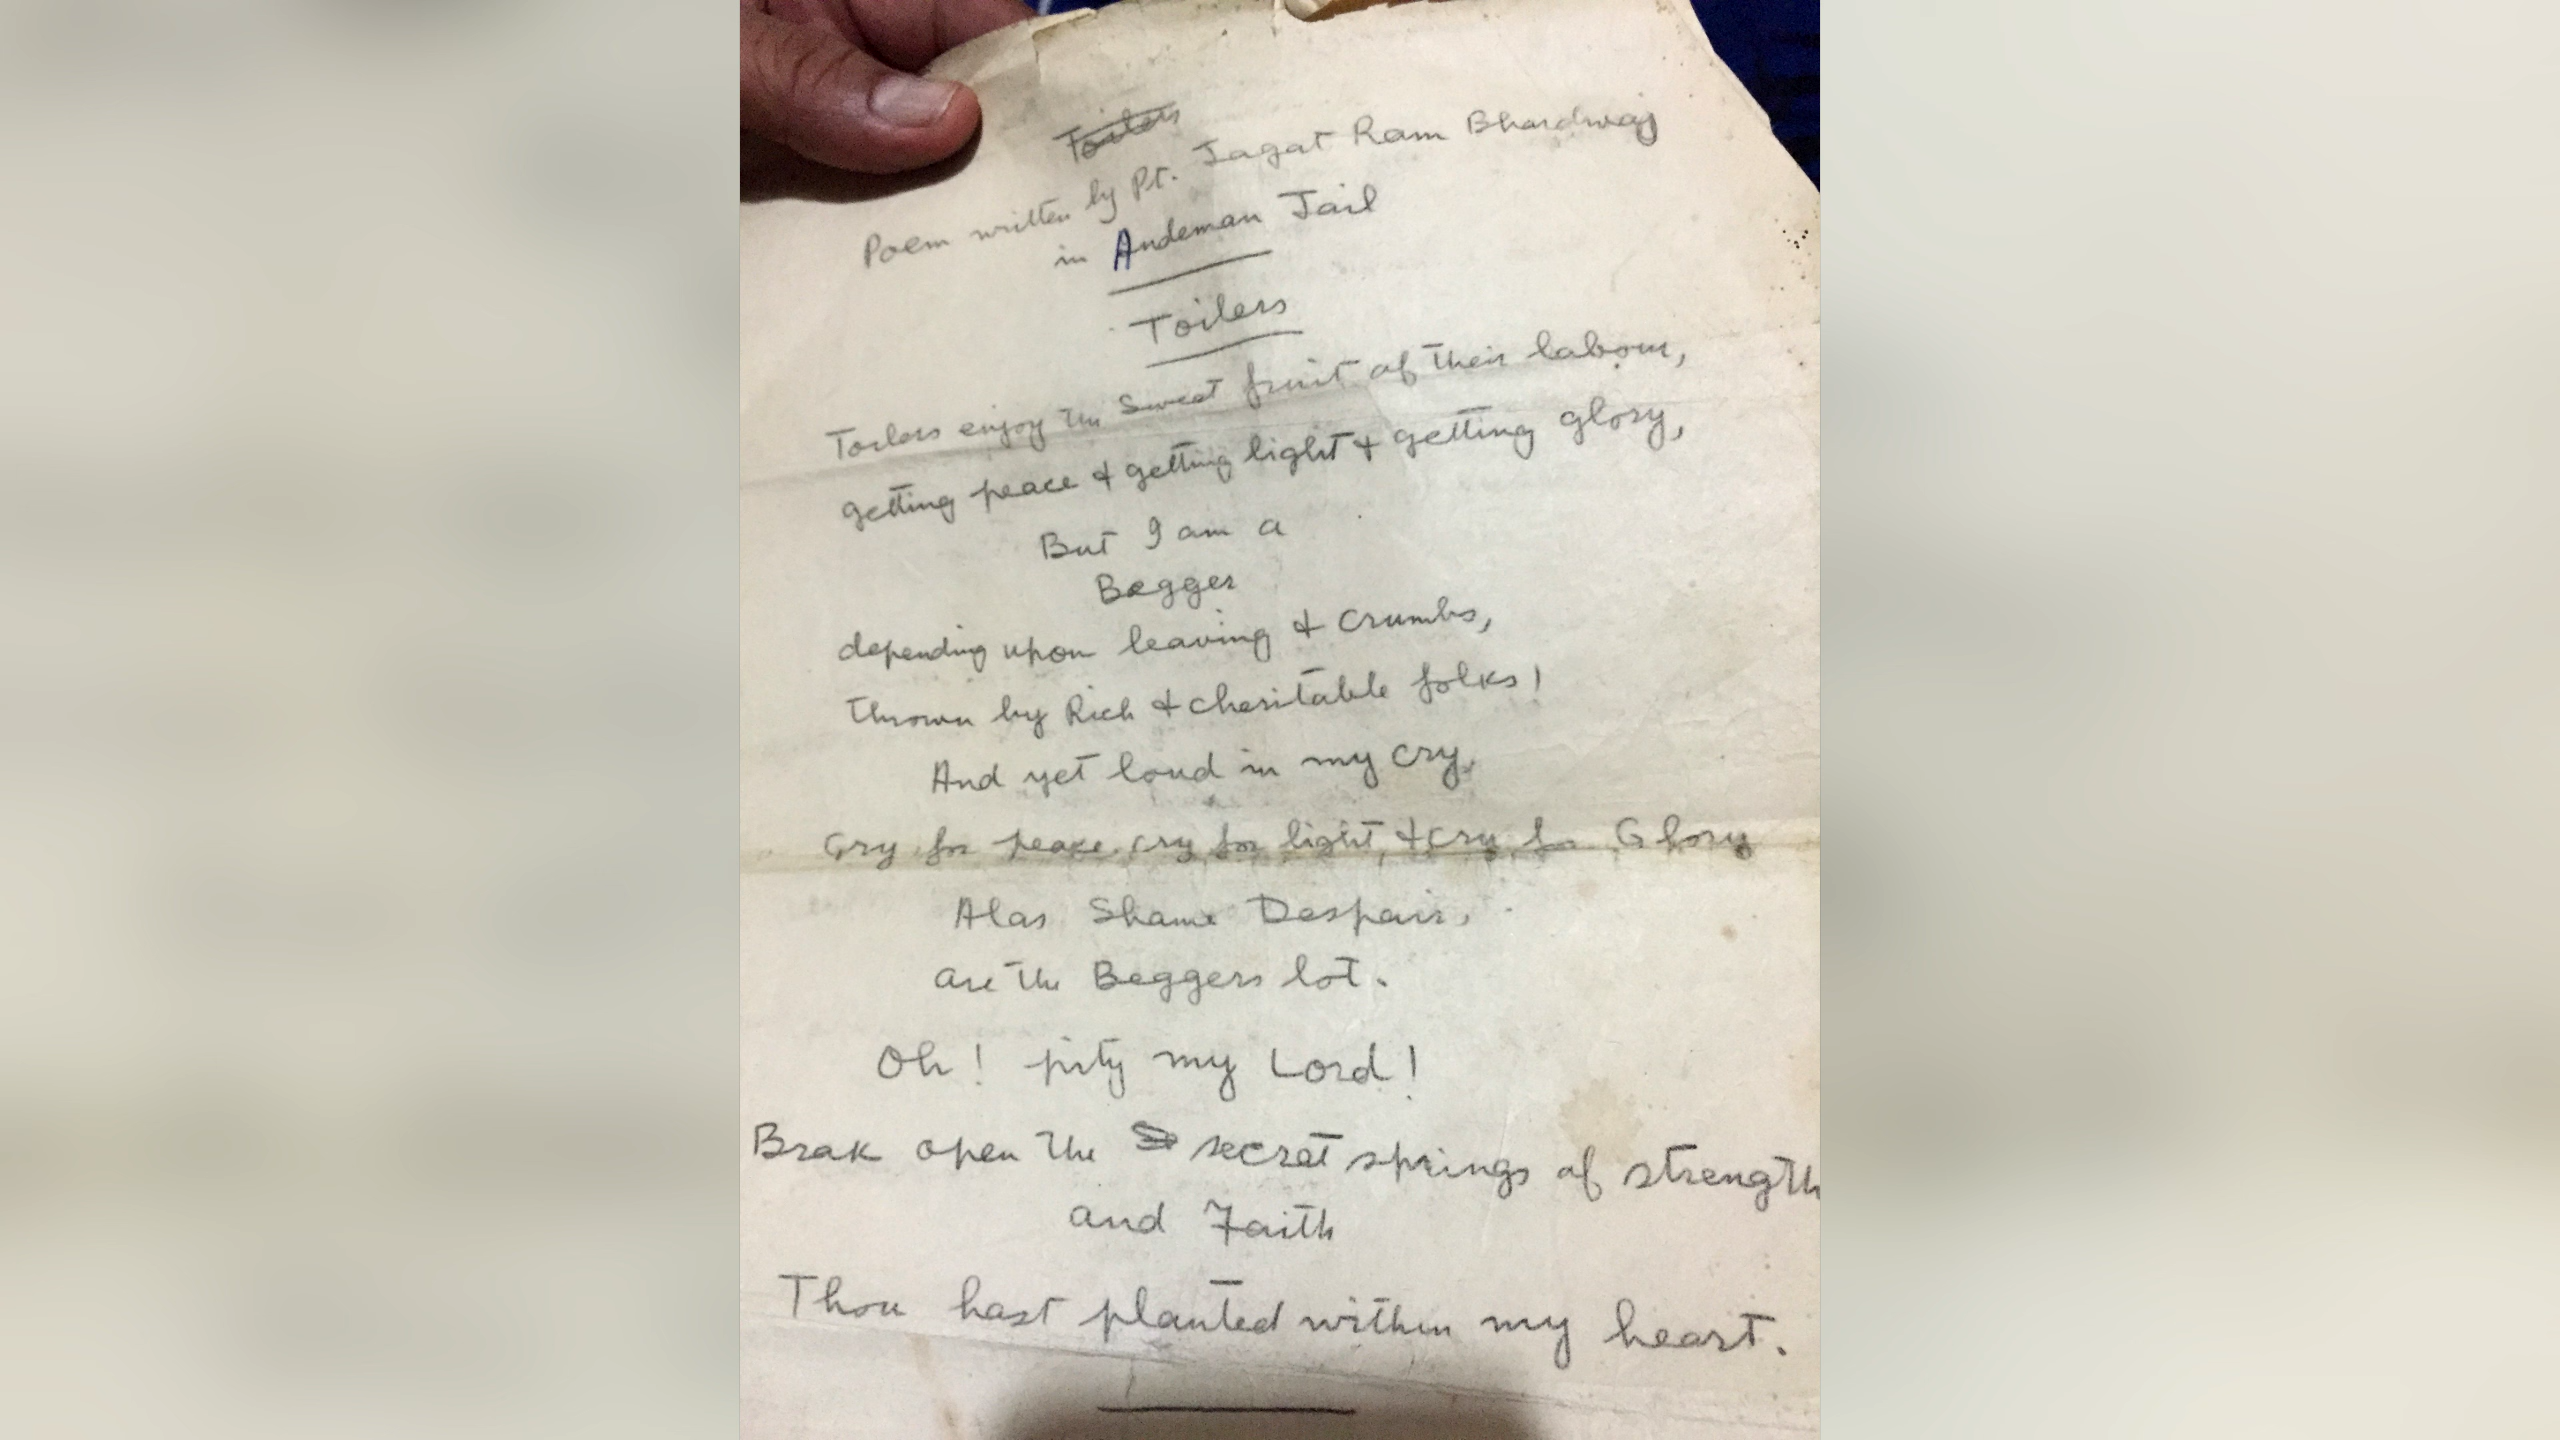 Toilers
Poem written by Pt. Jagat Ram Bhardwaj
in Andeman Jail
Toilers
Toilers enjoy the Sweat fruit of their labour,
getting peace & getting light & getting glory,
But I am a
Begger
depending upon leaving & crumbs,
thrown by Rich & cheritable folks!
And yet loud in my cry,
Cry for peace, cry for light, & cry for Glory
Alas Shame Despair,
are the Beggers lot.
Oh! pity my Lord!
Brak open the secret springs of strength
and Faith
Thou hast planted within my heart.